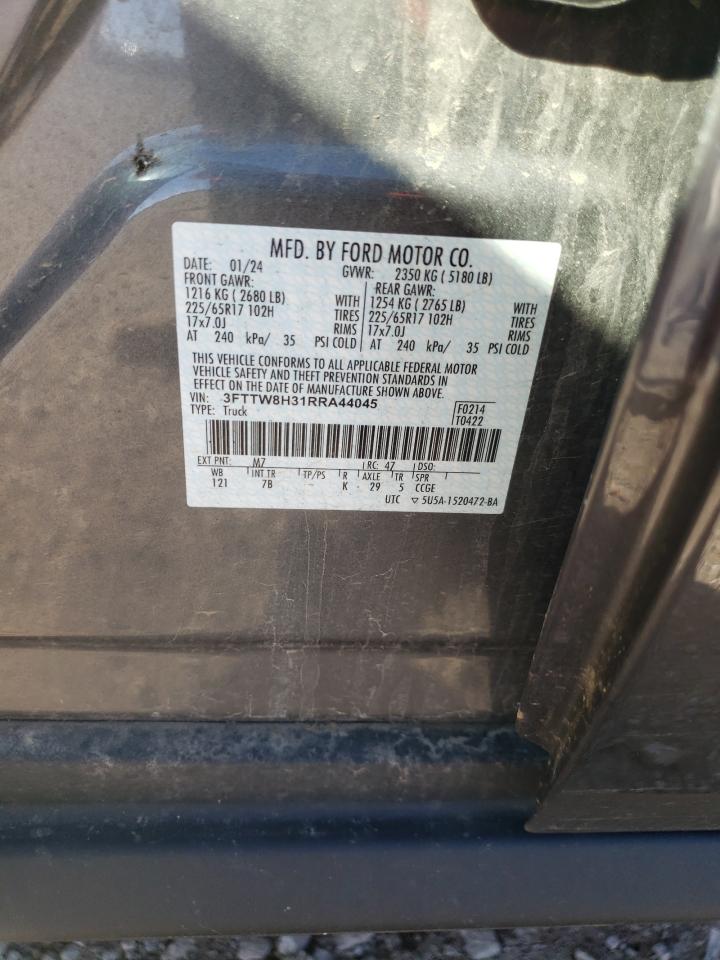 MFD. BY FORD MOTOR CO.
DATE: 01/24 GVWR: 2350 KG ( 5180 LB)
FRONT GAWR: REAR GAWR:
1216 KG ( 2680 LB) WITH 1254 KG ( 2765 LB) WITH
225/65R17 102H TIRES 225/65R17 102H TIRES
17x7.0J RIMS 17x7.0J RIMS
AT 240 kPa/ 35 PSI COLD AT 240 kPa/ 35 PSI COLD
THIS VEHICLE CONFORMS TO ALL APPLICABLE FEDERAL MOTOR
VEHICLE SAFETY AND THEFT PREVENTION STANDARDS IN
EFFECT ON THE DATE OF MANUFACTURE SHOWN ABOVE.
VIN: 3FTTW8H31RRA44045 F0214
TYPE: Truck T0422
EXT PNT: M7 RC: 47 DSO:
WB INT TR TP/PS R AXLE TR SPR
121 7B - K 29 5 CCGE
UTC ▽ 5U5A-1520472-BA